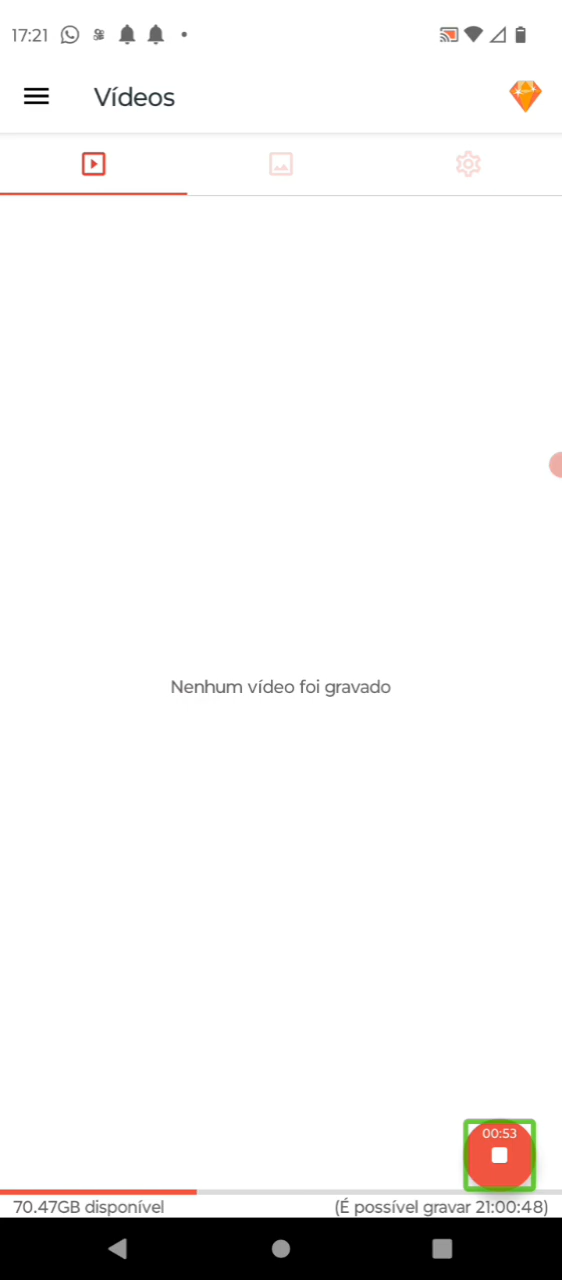 17:21
Vídeos
Nenhum vídeo foi gravado
00:53
70.47GB disponível
(É possível gravar 21:00:48)